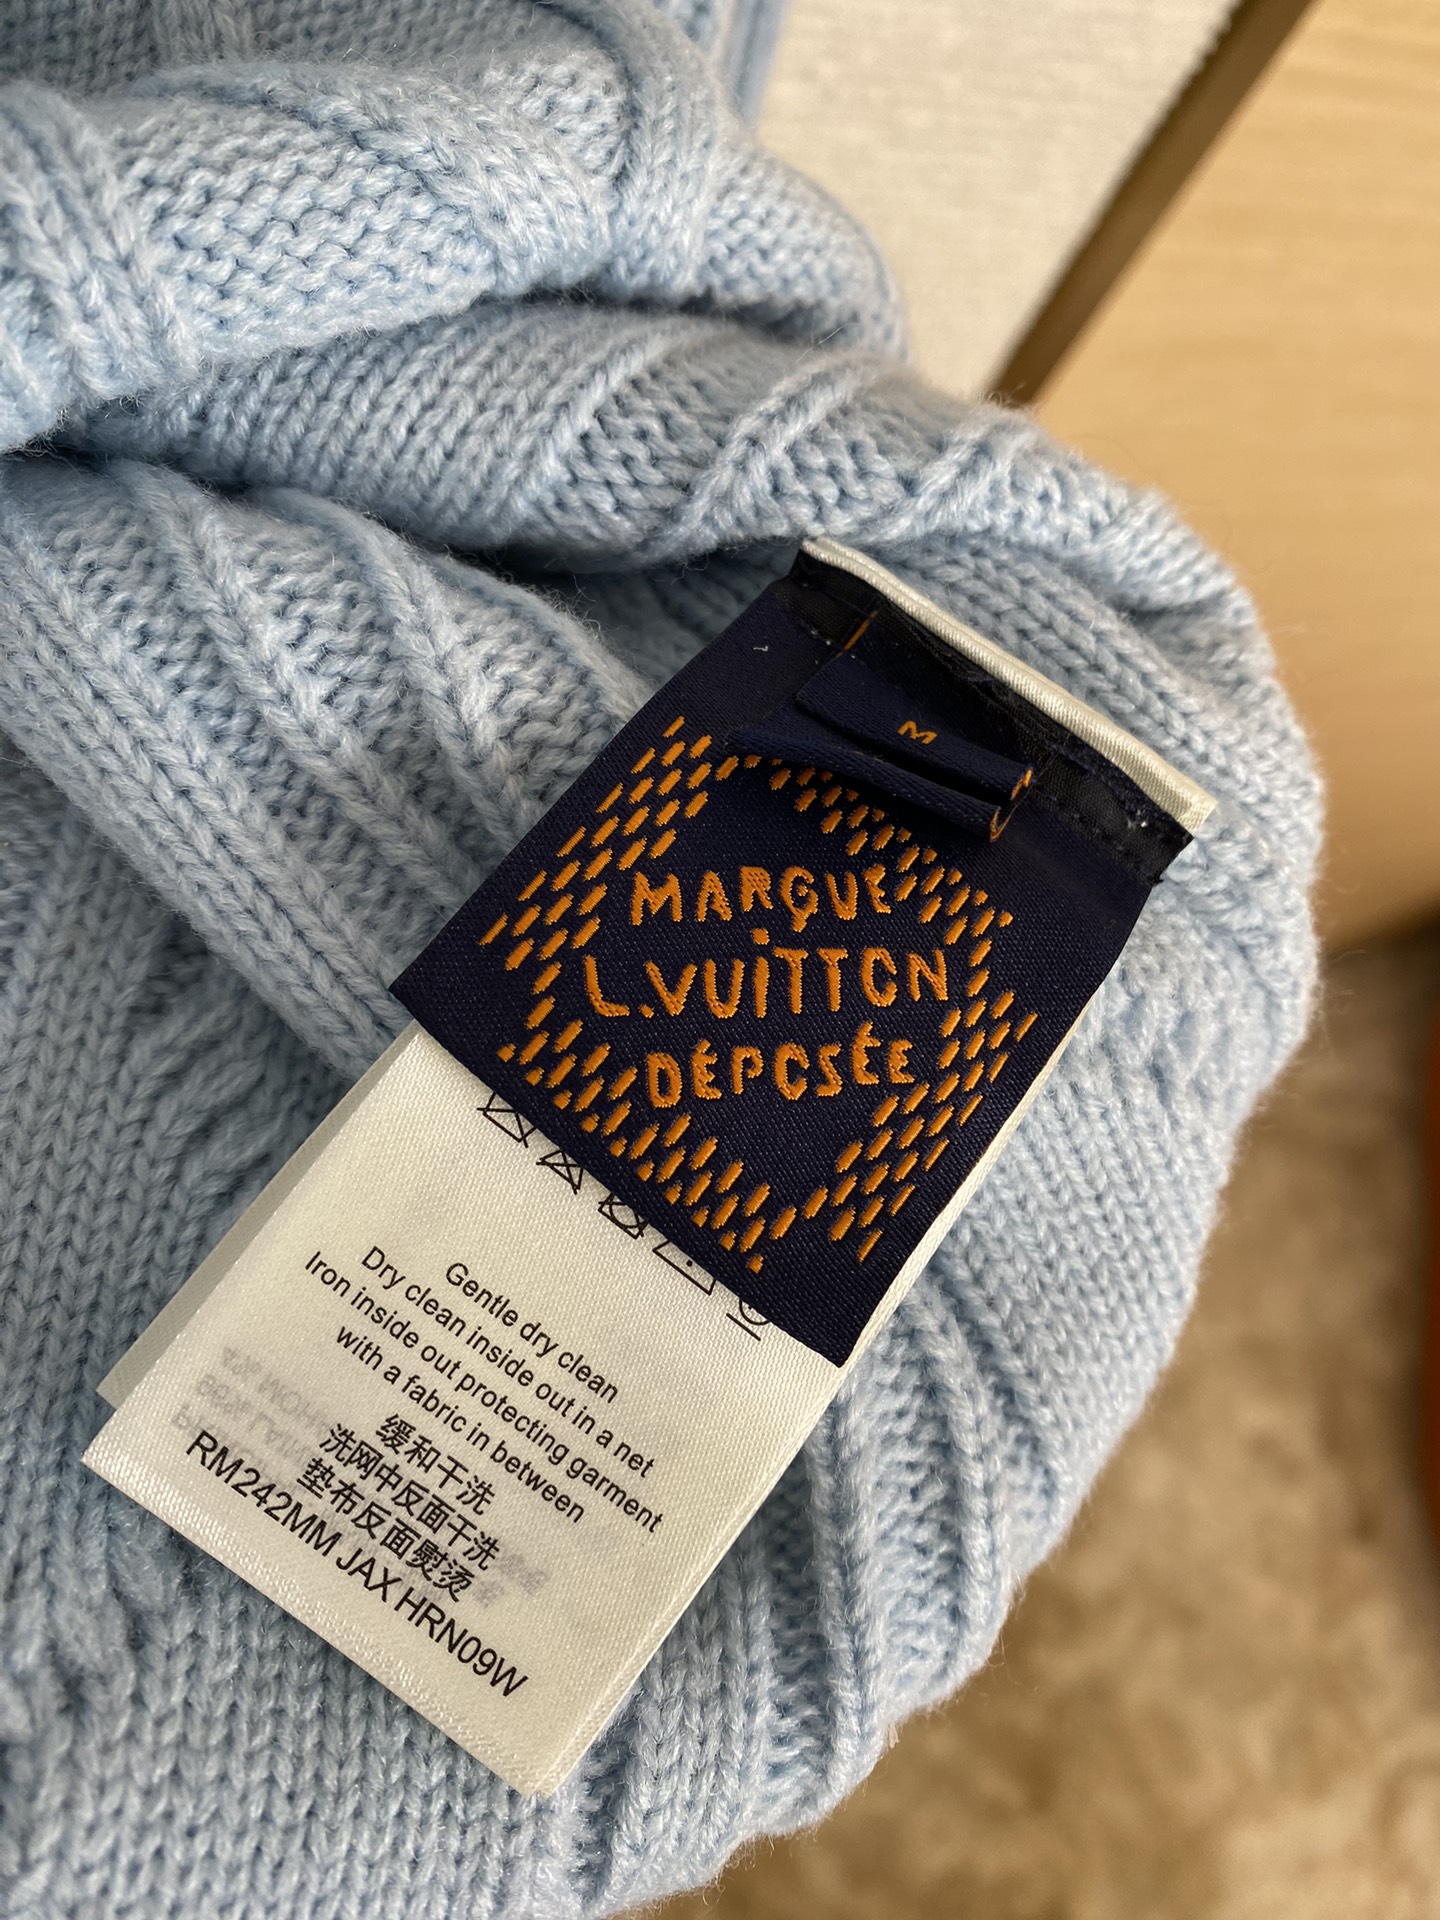 M
MARQUE
L.VUITTON
DÉPOSÉE
Gentle dry clean
Dry clean inside out in a net
Iron inside out protecting garment
with a fabric in between
缓和干洗
洗网中反面干洗
垫布反面熨烫
RM242MM JAX HRN09W